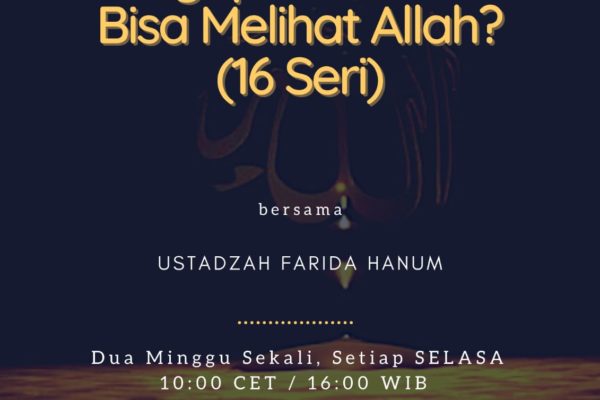 Bisa Melihat Allah?
(16 Seri)
bersama
USTADZAH FARIDA HANUM
Dua Minggu Sekali, Setiap SELASA
10:00 CET / 16:00 WIB